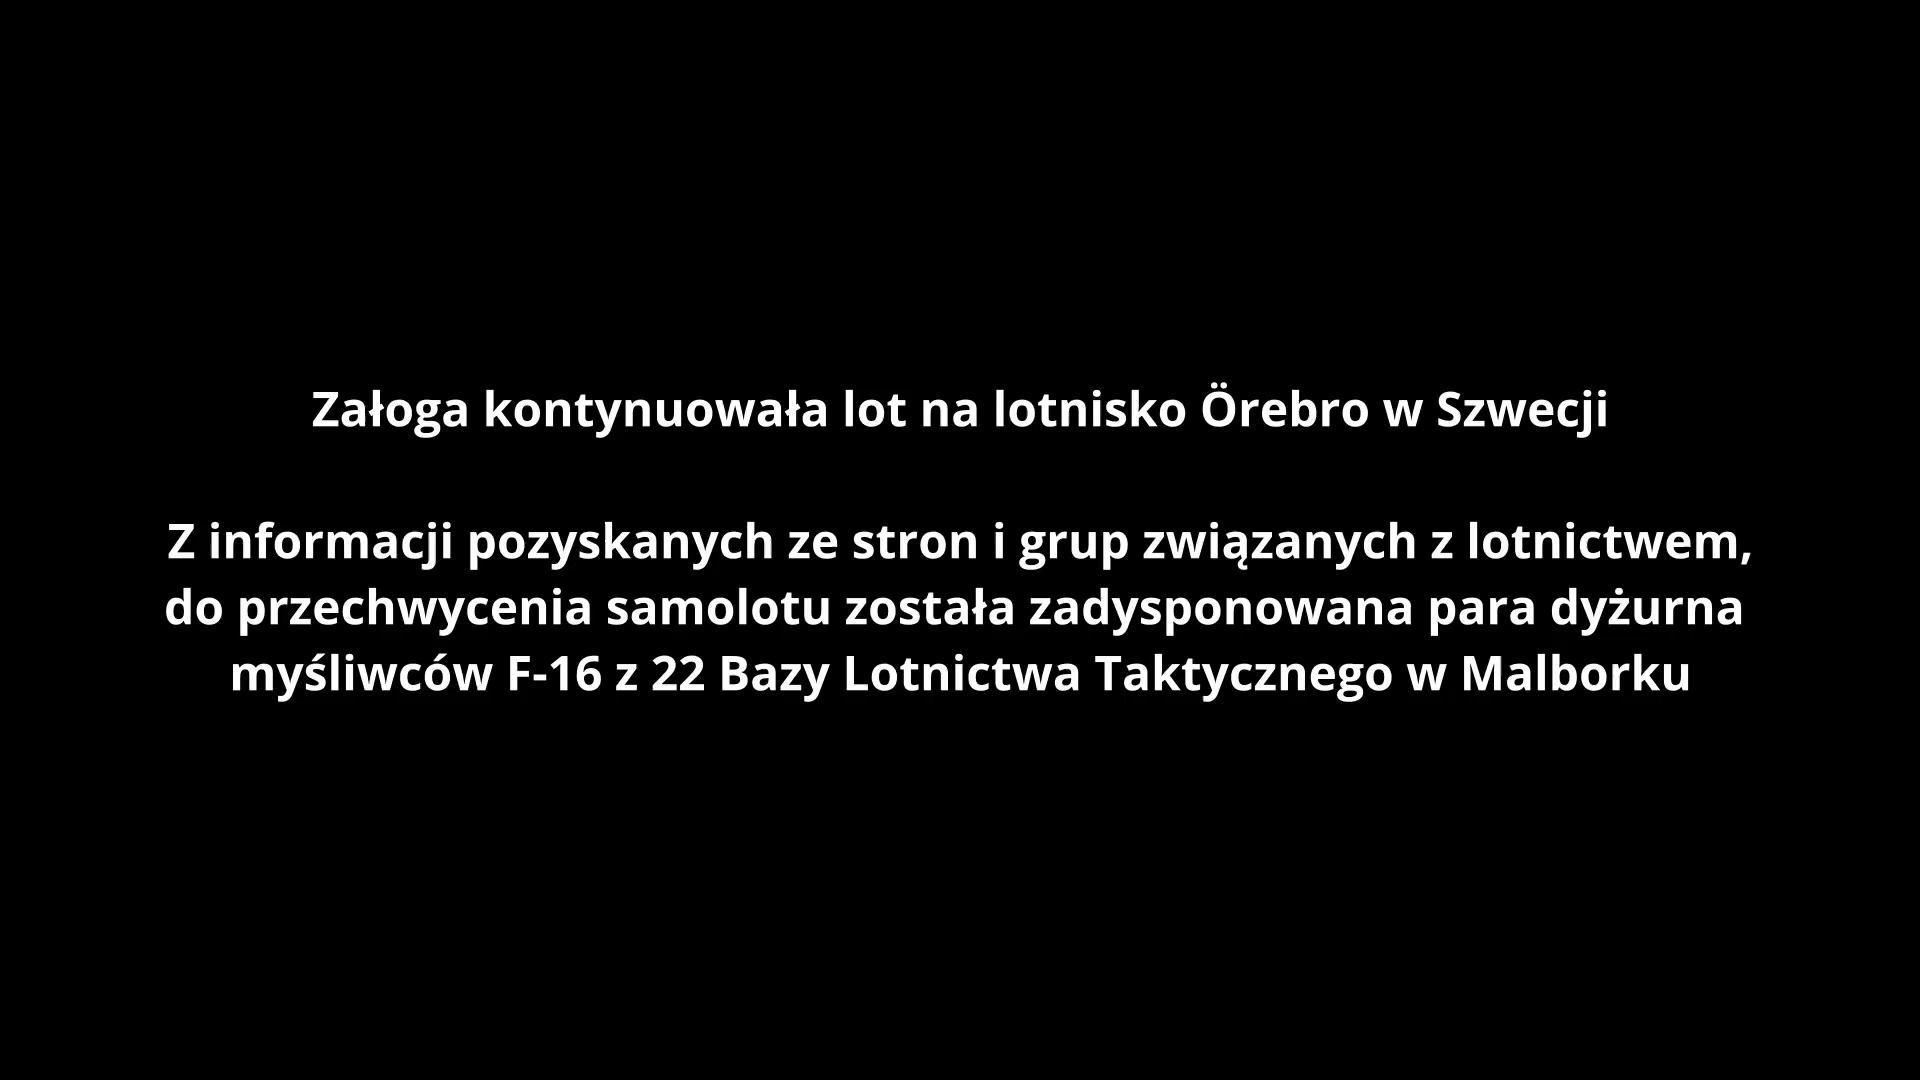 Załoga kontynuowała lot na lotnisko Örebro w Szwecji
Z informacji pozyskanych ze stron i grup związanych z lotnictwem,
do przechwycenia samolotu została zadysponowana para dyżurna
myśliwców F-16 z 22 Bazy Lotnictwa Taktycznego w Malborku